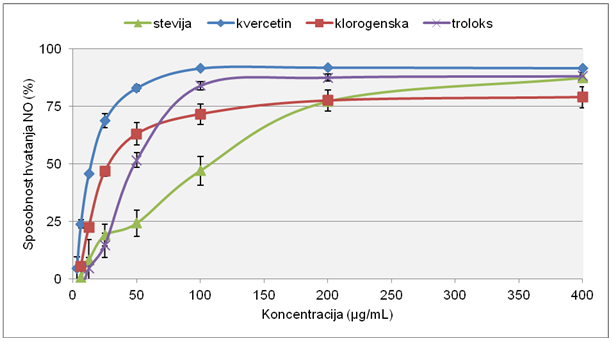 stevija kvercetin klorogenska troloks
100
75
50
25
0
Sposobnost hvatanja NO (%)
0 50 100 150 200 250 300 350 400
Koncentracija (µg/mL)